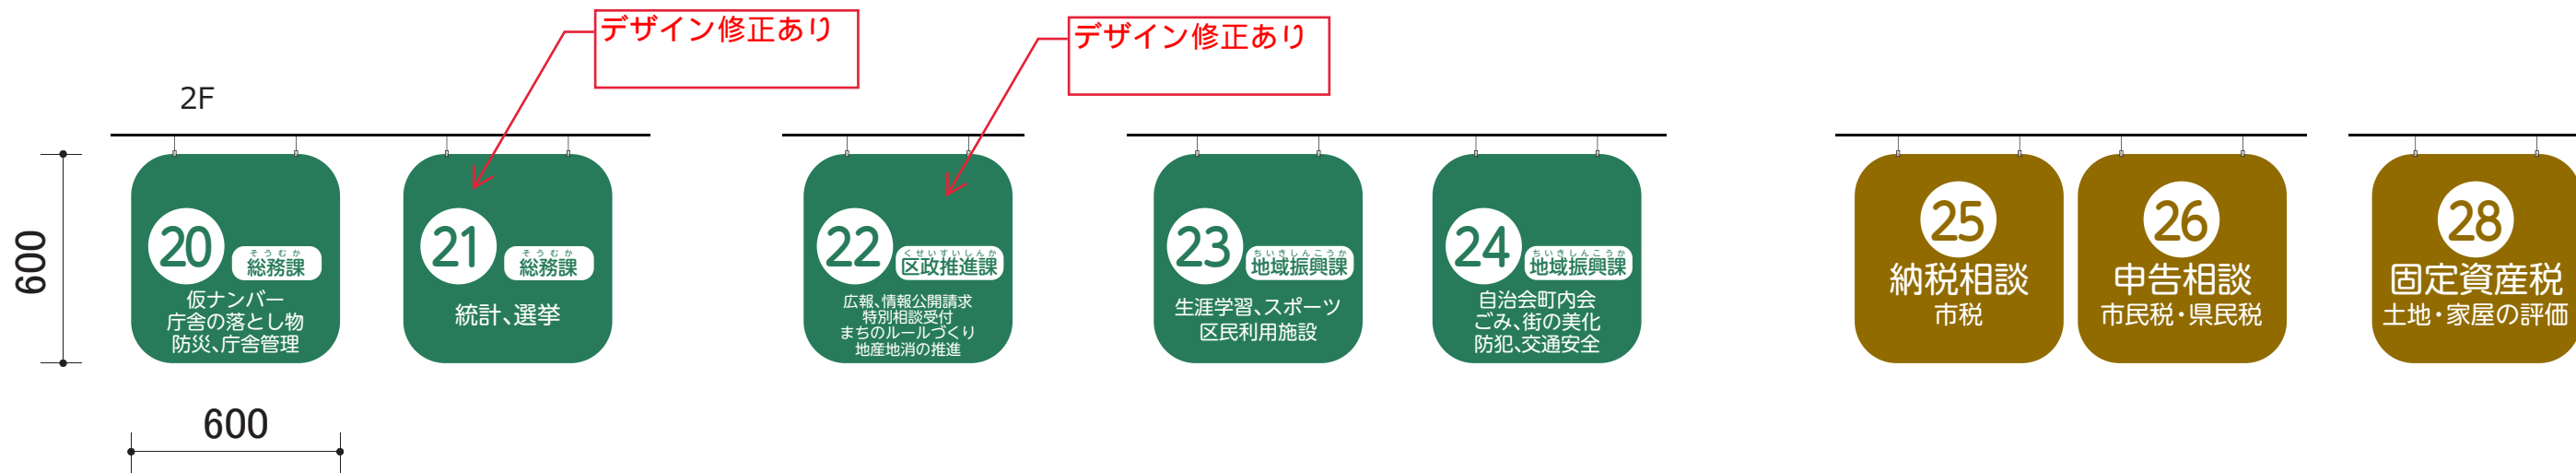 デザイン修正あり
デザイン修正あり
2F
600
600
20
そうむか
総務課
仮ナンバー
庁舎の落とし物
防災、庁舎管理
21
そうむか
総務課
統計、選挙
22
くせいすいしんか
区政推進課
広報、情報公開請求
特別相談受付
まちのルールづくり
地産地消の推進
23
ちいきしんこうか
地域振興課
生涯学習、スポーツ
区民利用施設
24
ちいきしんこうか
地域振興課
自治会町内会
ごみ、街の美化
防犯、交通安全
25
納税相談
市税
26
申告相談
市民税・県民税
28
固定資産税
土地・家屋の評価